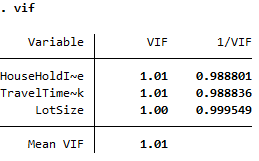 . vif
Variable | VIF 1/VIF
HouseHoldI~e | 1.01 0.988801
TravelTime~k | 1.01 0.988836
LotSize | 1.00 0.999549
Mean VIF | 1.01